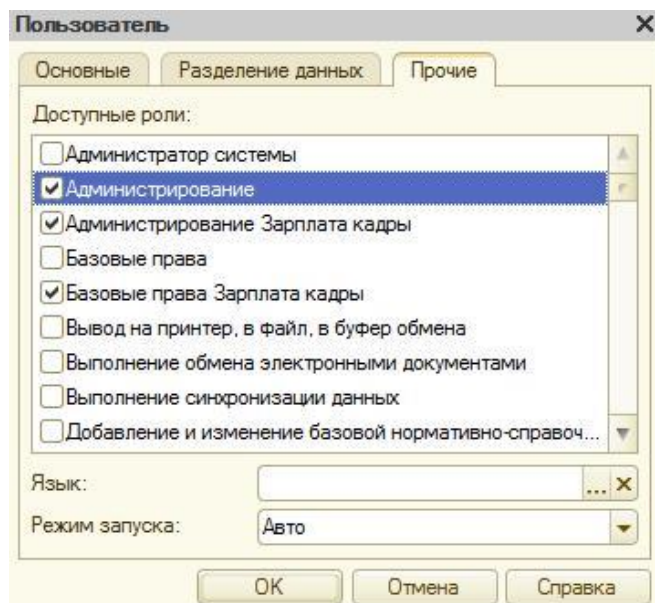 Пользователь
Основные
Разделение данных
Прочие
Доступные роли:
Администратор системы
Администрирование
Администрирование Зарплата кадры
Базовые права
Базовые права Зарплата кадры
Вывод на принтер, в файл, в буфер обмена
Выполнение обмена электронными документами
Выполнение синхронизации данных
Добавление и изменение базовой нормативно-справоч...
Язык:
...
Режим запуска:
Авто
ОК
Отмена
Справка